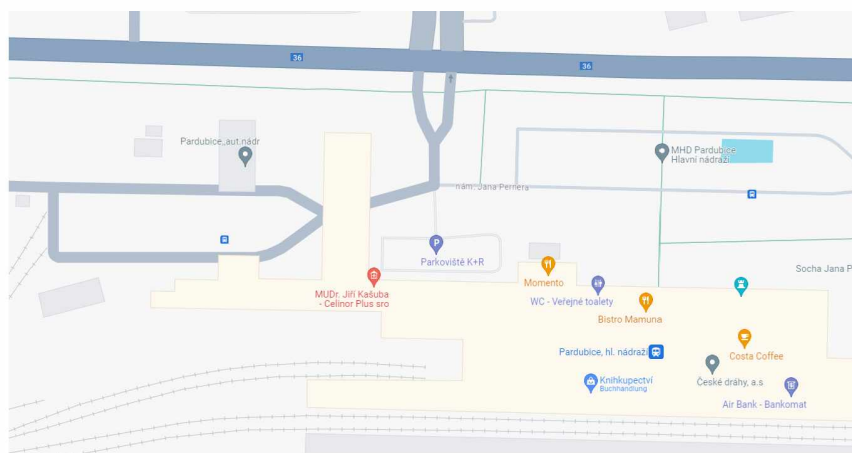 36
36
Pardubice,,aut.nádr
MHD Pardubice
Hlavní nádraží
nám. Jana Pernera
P
Parkoviště K+R
Socha Jana P
MUDr. Jiří Kašuba
- Celinor Plus sro
Momento
WC - Veřejné toalety
Bistro Mamuna
Pardubice, hl. nádraží
Costa Coffee
České dráhy, a.s
Knihkupectví
Buchhandlung
Air Bank - Bankomat